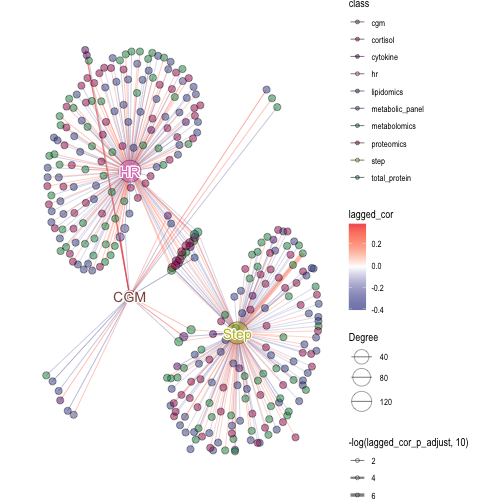 class
cgm
cortisol
cytokine
hr
lipidomics
metabolic_panel
metabolomics
proteomics
step
total_protein
HR
CGM
Step
lagged_cor
0.2
0.0
-0.2
-0.4
Degree
40
80
120
-log(lagged_cor_p_adjust, 10)
2
4
6